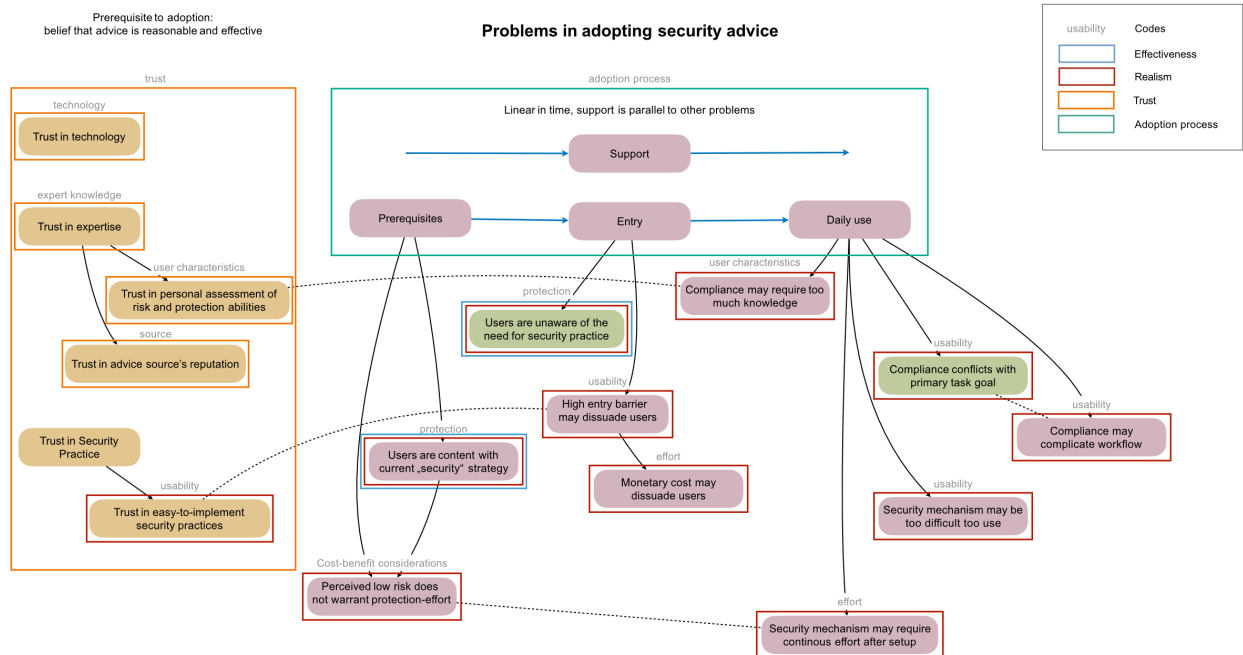 Prerequisite to adoption:
belief that advice is reasonable and effective
Problems in adopting security advice
usability
Codes
Effectiveness
Realism
Trust
Adoption process
trust
technology
Trust in technology
expert knowledge
Trust in expertise
user characteristics
Trust in personal assessment of
risk and protection abilities
source
Trust in advice source's reputation
Trust in Security
Practice
usability
Trust in easy-to-implement
security practices
adoption process
Linear in time, support is parallel to other problems
Support
Prerequisites
Entry
Daily use
user characteristics
Compliance may require too
much knowledge
protection
Users are unaware of the
need for security practice
usability
Compliance conflicts with
primary task goal
usability
High entry barrier
may dissuade users
usability
Compliance may
complicate workflow
protection
Users are content with
current „security“ strategy
effort
Monetary cost may
dissuade users
usability
Security mechanism may be
too difficult too use
Cost-benefit considerations
Perceived low risk does
not warrant protection-effort
effort
Security mechanism may require
continous effort after setup